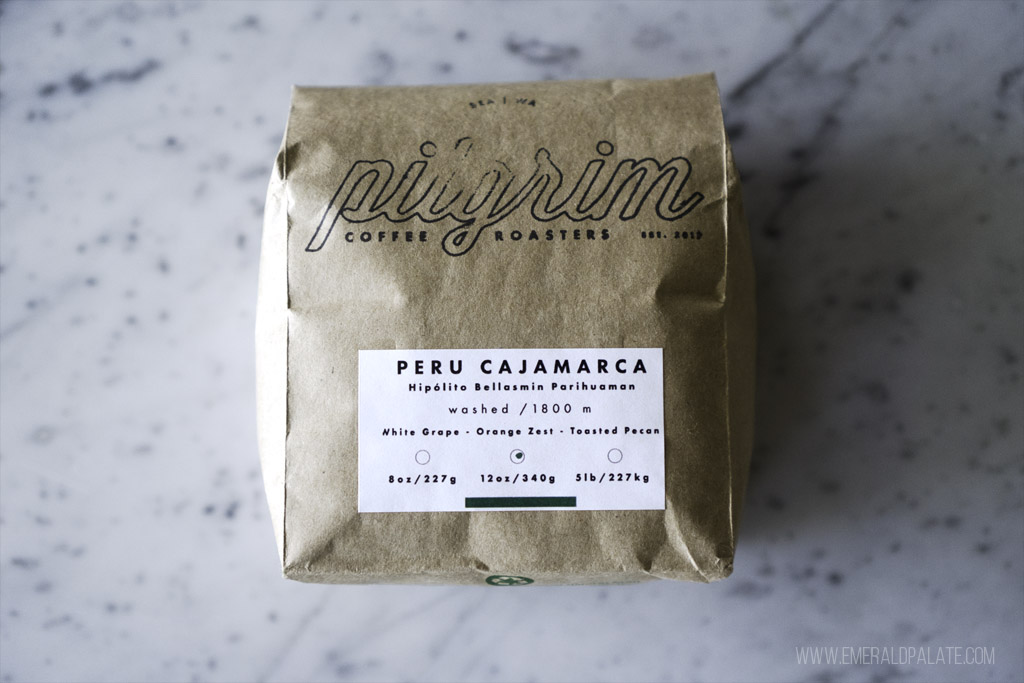 SEA | WA
pilgrim
COFFEE ROASTERS EST. 2012
PERU CAJAMARCA
Hipólito Bellasmin Parihuaman
washed /1800 m
White Grape - Orange Zest - Toasted Pecan
8oz/227g 12oz/340g 5lb/227kg
WWW.EMERALDPALATE.COM